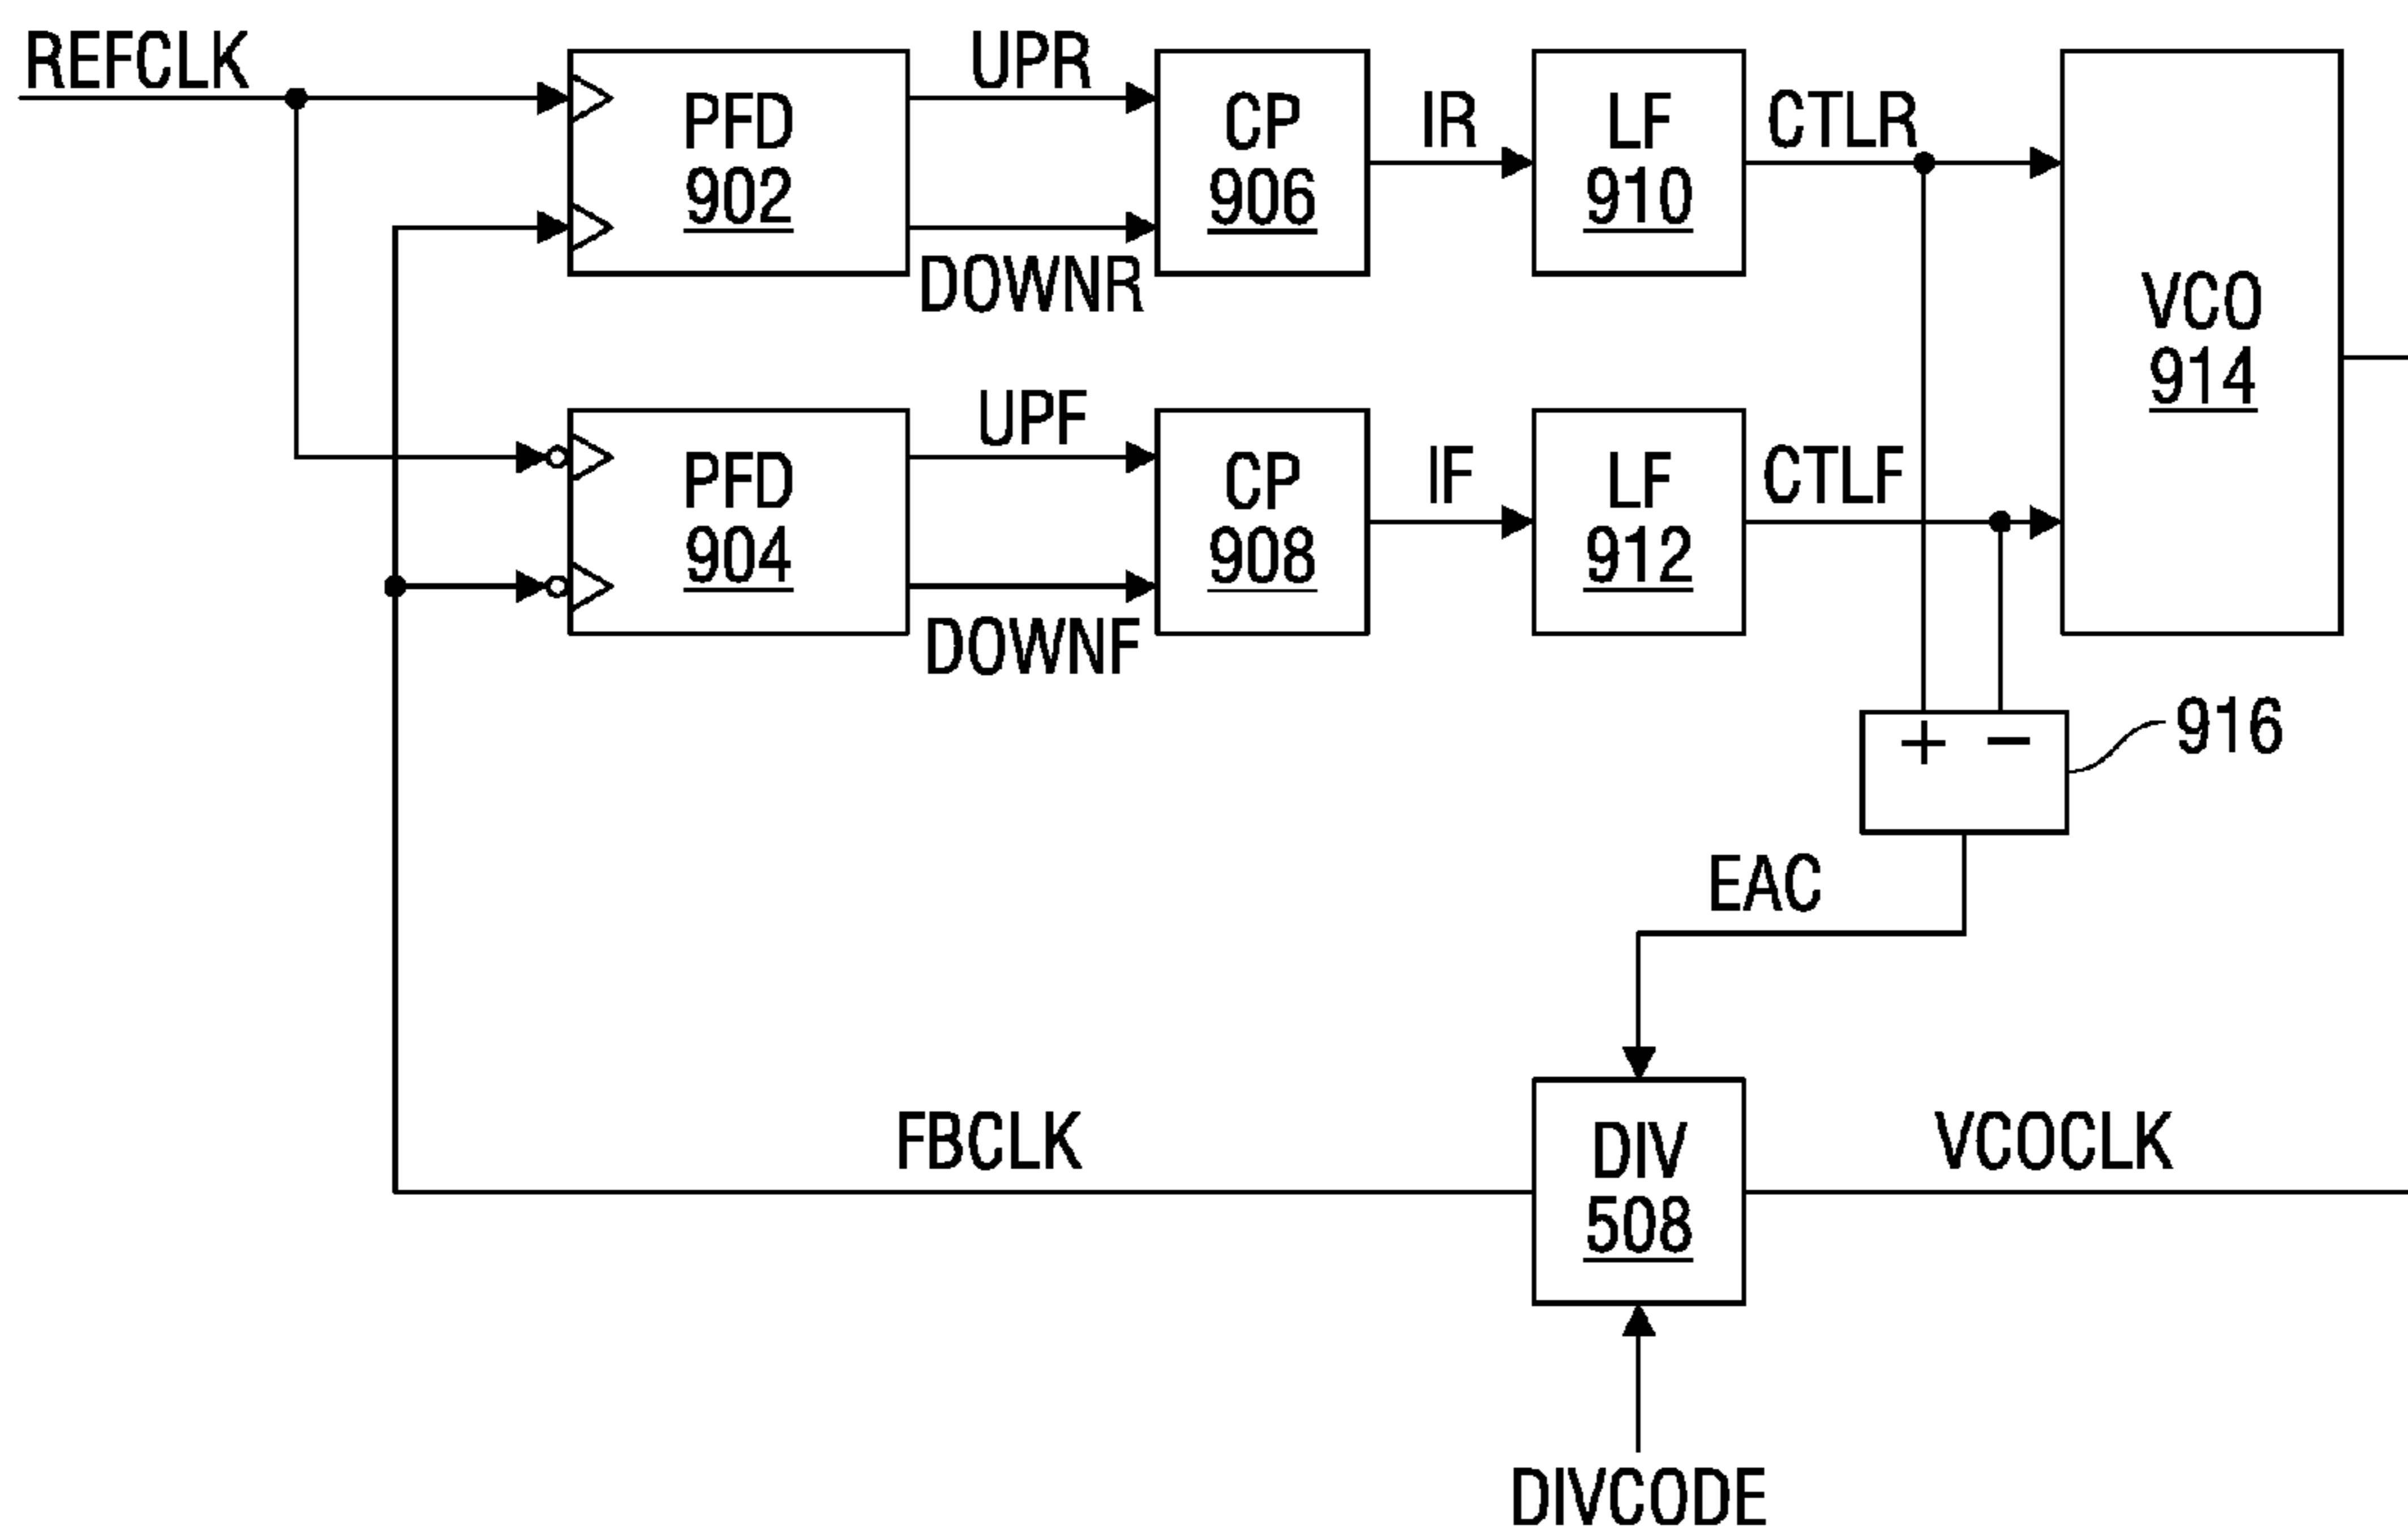 REFCLK
PFD
902
UPR
DOWNR
CP
906
IR
LF
910
CTLR
VCO
914
PFD
904
UPF
DOWNF
CP
908
IF
LF
912
CTLF
+ −
916
EAC
FBCLK
DIV
508
VCOCLK
DIVCODE